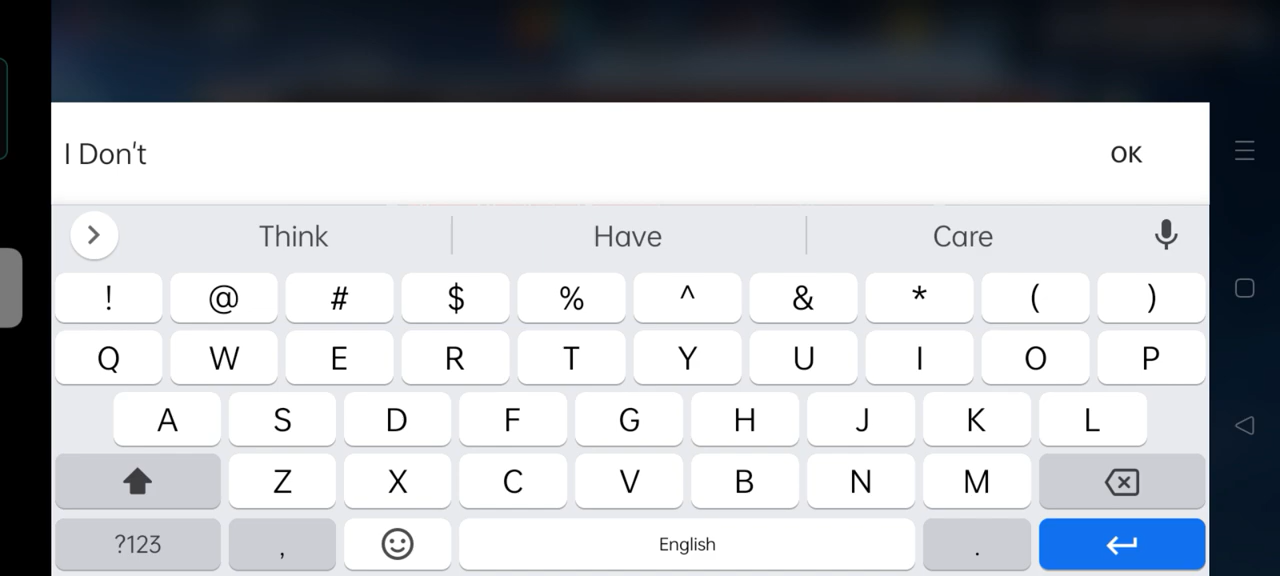 I Don't OK
Think Have Care
! @ # $ % ^ & * ( )
Q W E R T Y U I O P
A S D F G H J K L
Z X C V B N M
?123 , English .